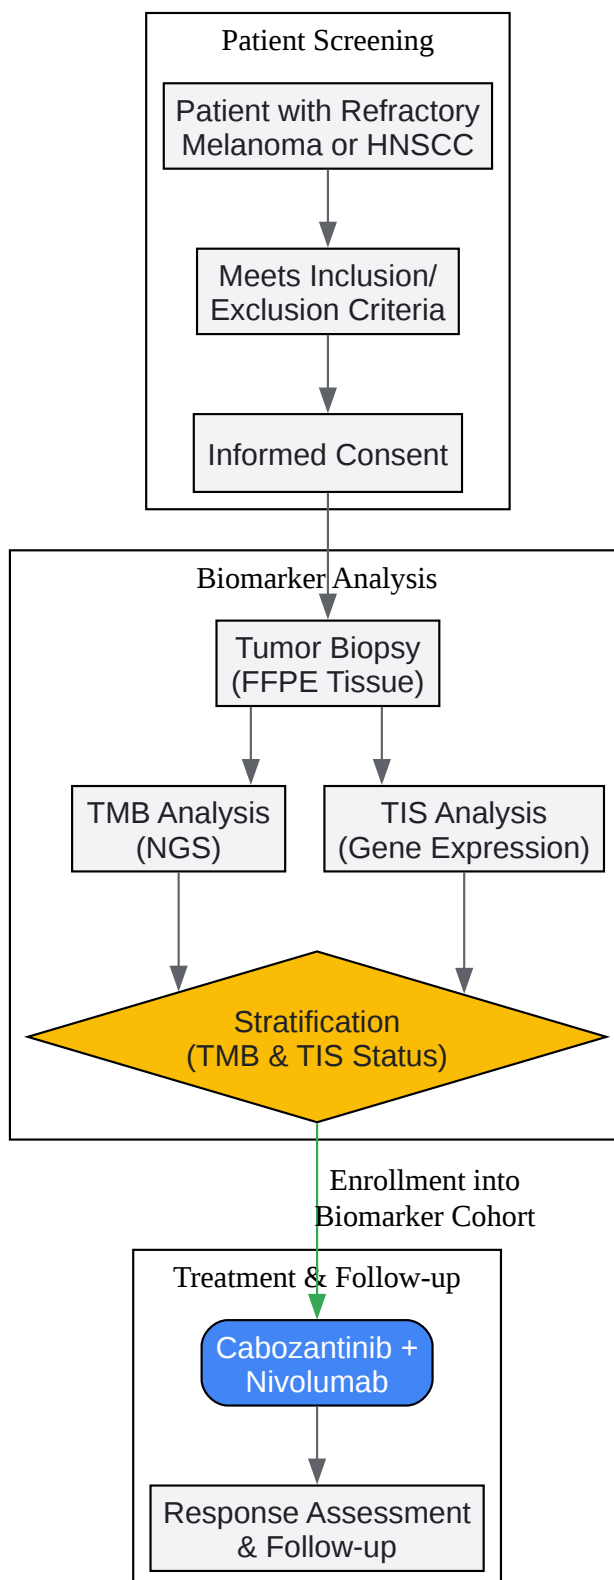 Patient Screening
Patient with Refractory
Melanoma or HNSCC
Meets Inclusion/
Exclusion Criteria
Informed Consent
Biomarker Analysis
Tumor Biopsy
(FFPE Tissue)
TMB Analysis
(NGS)
TIS Analysis
(Gene Expression)
Stratification
(TMB & TIS Status)
Enrollment into
Biomarker Cohort
Treatment & Follow-up
Cabozantinib +
Nivolumab
Response Assessment
& Follow-up